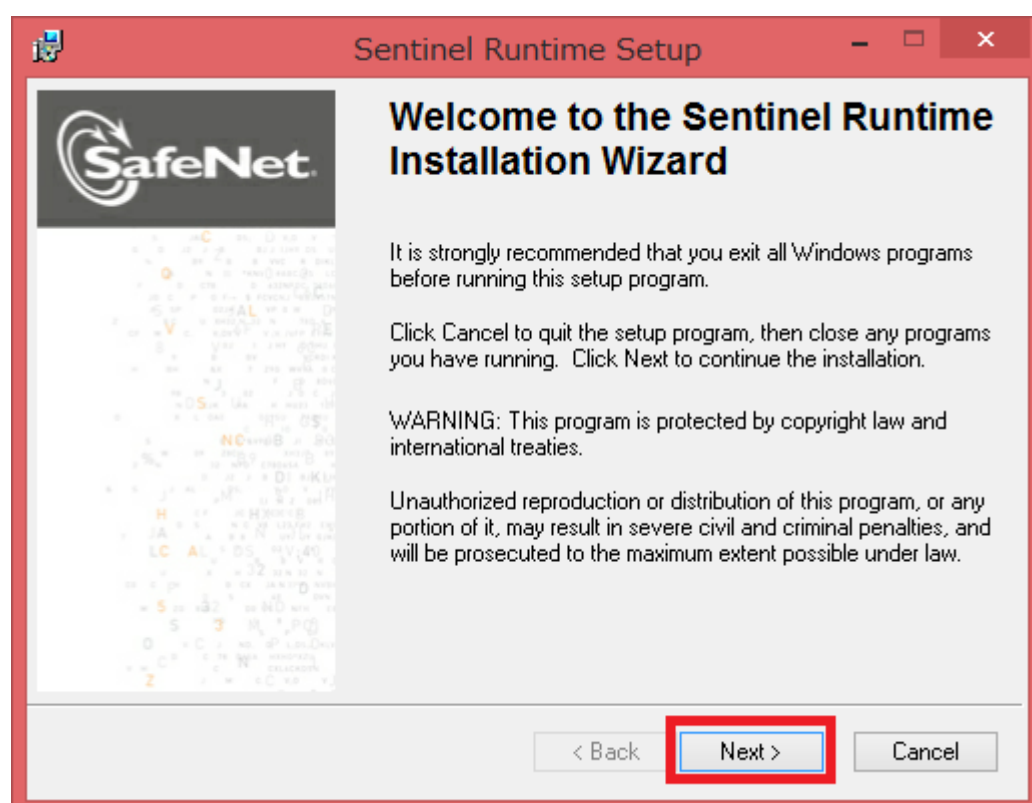 Sentinel Runtime Setup
SafeNet.
Welcome to the Sentinel Runtime
Installation Wizard
It is strongly recommended that you exit all Windows programs
before running this setup program.
Click Cancel to quit the setup program, then close any programs
you have running.  Click Next to continue the installation.
WARNING: This program is protected by copyright law and
international treaties.
Unauthorized reproduction or distribution of this program, or any
portion of it, may result in severe civil and criminal penalties, and
will be prosecuted to the maximum extent possible under law.
< Back
Next >
Cancel